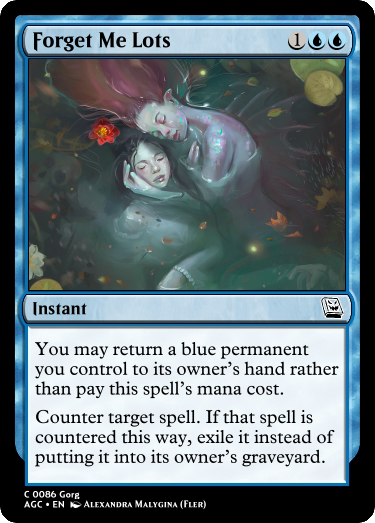 Forget Me Lots 1
Instant
You may return a blue permanent
you control to its owner's hand rather
than pay this spell's mana cost.
Counter target spell. If that spell is
countered this way, exile it instead of
putting it into its owner's graveyard.
C 0086 Gorg
AGC • EN Alexandra Malygina (Fler)